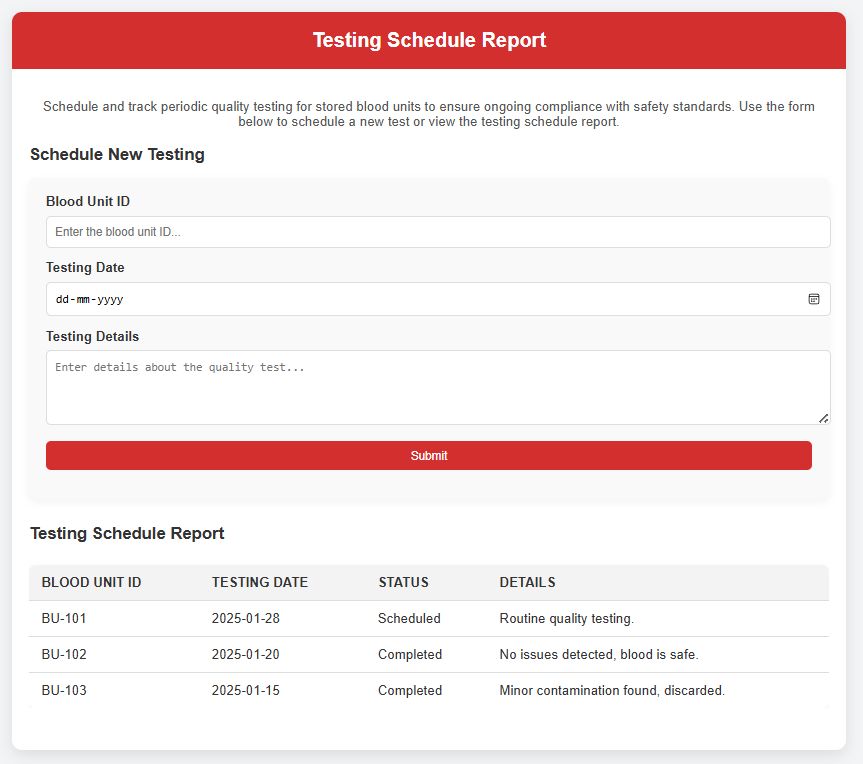 Testing Schedule Report
Schedule and track periodic quality testing for stored blood units to ensure ongoing compliance with safety standards. Use the form
below to schedule a new test or view the testing schedule report.
Schedule New Testing
Blood Unit ID
Enter the blood unit ID...
Testing Date
dd-mm-yyyy
Testing Details
Enter details about the quality test...
Submit
Testing Schedule Report
BLOOD UNIT ID TESTING DATE STATUS DETAILS
BU-101 2025-01-28 Scheduled Routine quality testing.
BU-102 2025-01-20 Completed No issues detected, blood is safe.
BU-103 2025-01-15 Completed Minor contamination found, discarded.